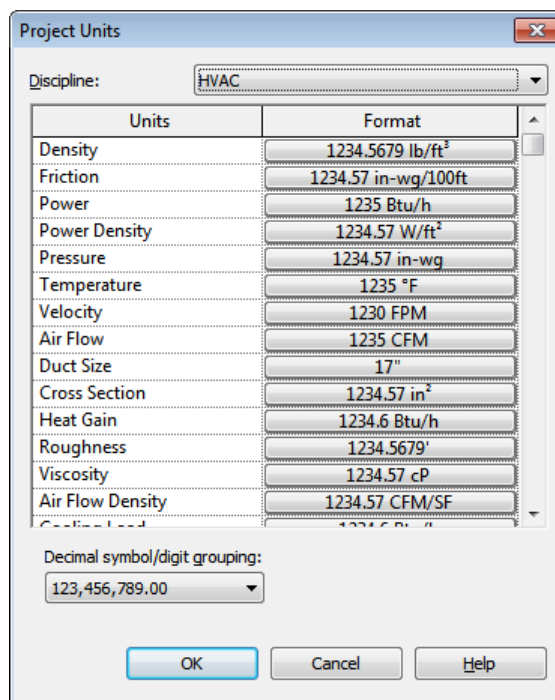 Project Units
Discipline: HVAC
Units Format
Density 1234.5679 lb/ft³
Friction 1234.57 in-wg/100ft
Power 1235 Btu/h
Power Density 1234.57 W/ft²
Pressure 1234.57 in-wg
Temperature 1235 °F
Velocity 1230 FPM
Air Flow 1235 CFM
Duct Size 17"
Cross Section 1234.57 in²
Heat Gain 1234.6 Btu/h
Roughness 1234.5679'
Viscosity 1234.57 cP
Air Flow Density 1234.57 CFM/SF
Cooling Load
Decimal symbol/digit grouping:
123,456,789.00
OK Cancel Help